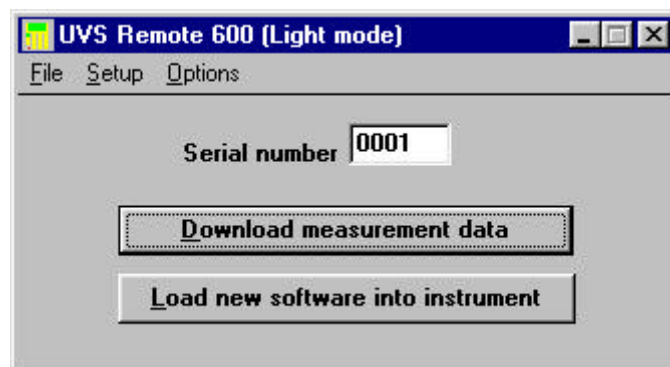 UVS Remote 600 (Light mode)
File Setup Options
Serial number 0001
Download measurement data
Load new software into instrument